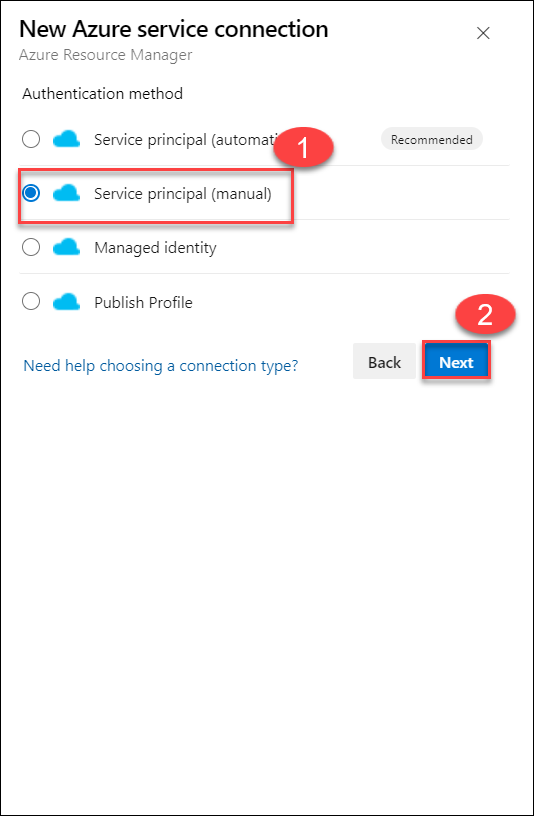 New Azure service connection
Azure Resource Manager
Authentication method
Service principal (automati
1
Recommended
Service principal (manual)
Managed identity
Publish Profile
2
Need help choosing a connection type?
Back
Next